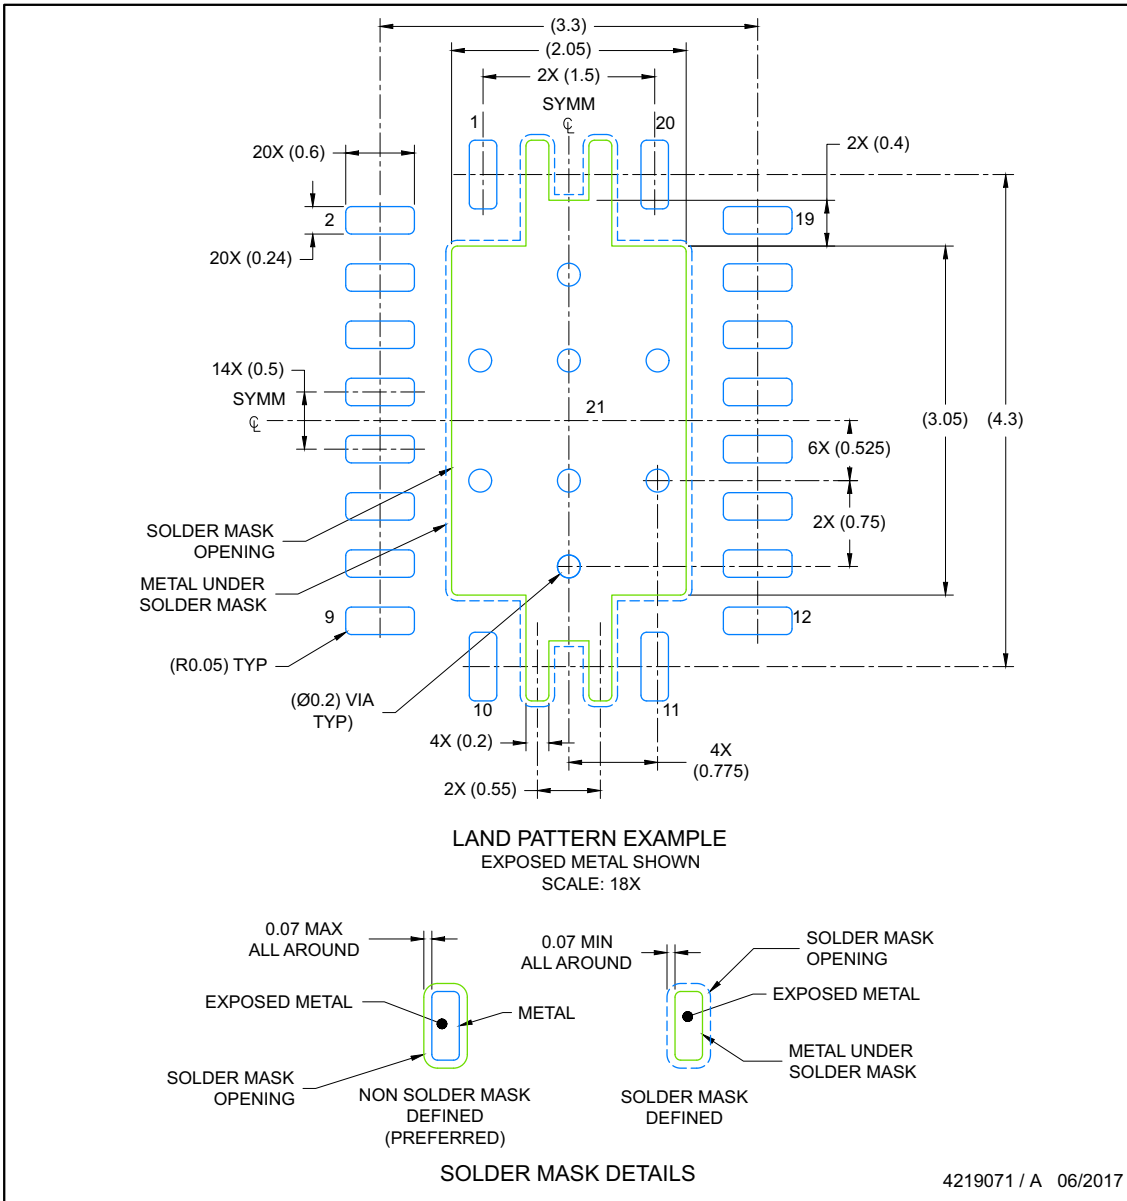 (3.3)
(2.05)
2X (1.5)
SYMM
℄
1
20
20X (0.6)
2X (0.4)
2
19
20X (0.24)
14X (0.5)
SYMM
℄
21
(3.05)
(4.3)
6X (0.525)
2X (0.75)
SOLDER MASK
OPENING
METAL UNDER
SOLDER MASK
9
12
(R0.05) TYP
(Ø0.2) VIA
TYP)
10
11
4X (0.2)
4X
(0.775)
2X (0.55)
LAND PATTERN EXAMPLE
EXPOSED METAL SHOWN
SCALE: 18X
0.07 MAX
ALL AROUND
0.07 MIN
ALL AROUND
SOLDER MASK
OPENING
EXPOSED METAL
METAL
EXPOSED METAL
SOLDER MASK
OPENING
METAL UNDER
SOLDER MASK
NON SOLDER MASK
DEFINED
(PREFERRED)
SOLDER MASK
DEFINED
SOLDER MASK DETAILS
4219071 / A 06/2017